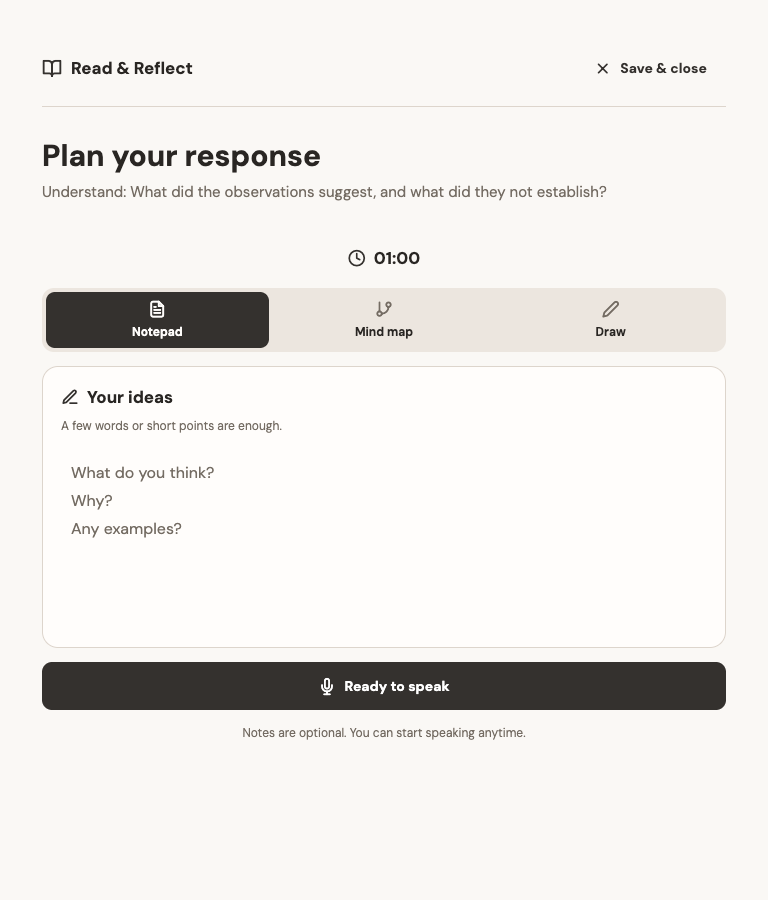 Read & Reflect
Save & close
Plan your response
Understand: What did the observations suggest, and what did they not establish?
01:00
Notepad
Mind map
Draw
Your ideas
A few words or short points are enough.
What do you think?
Why?
Any examples?
Ready to speak
Notes are optional. You can start speaking anytime.